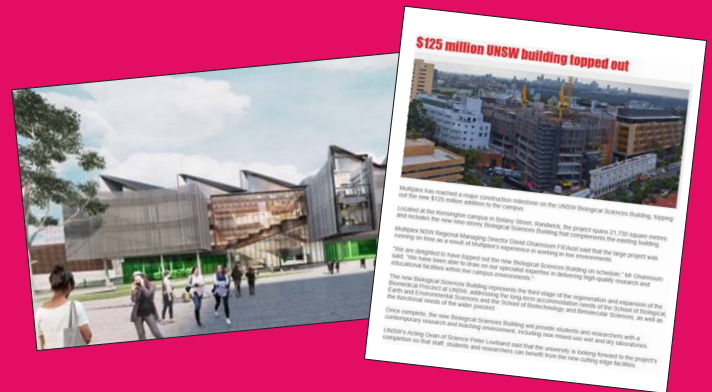 $125 million UNSW building topped out
Multiplex has reached a major construction milestone on the UNSW Biological Sciences Building, topping
out the new $125 million addition to the campus.
Located at the Kensington campus in Botany Street, Randwick, the project spans 21,730 square metres
and includes the new nine-storey Biological Sciences Building that complements the existing building.
Multiplex NSW Regional Managing Director David Ghannoum FIEAust said that the large project was
running on time as a result of Multiplex's experience in working in live environments.
"We are delighted to have topped out the new Biological Sciences Building on schedule," Mr Ghannoum
said. "We have been able to draw on our specialist expertise in delivering high-quality research and
educational facilities within live campus environments."
The new Biological Sciences Building represents the third stage of the regeneration and expansion of the
Biomedical Precinct at UNSW, addressing the long-term accommodation needs of the School of Biological,
Earth and Environmental Sciences and the School of Biotechnology and Biomolecular Sciences, as well as
the functional needs of the wider precinct.
Once complete, the new Biological Sciences Building will provide students and researchers with a
contemporary research and teaching environment, including new mixed-use wet and dry laboratories.
UNSW's Acting Dean of Science Peter Lovibond said that the university is looking forward to the project's
completion so that staff, students and researchers can benefit from the new cutting edge facilities.